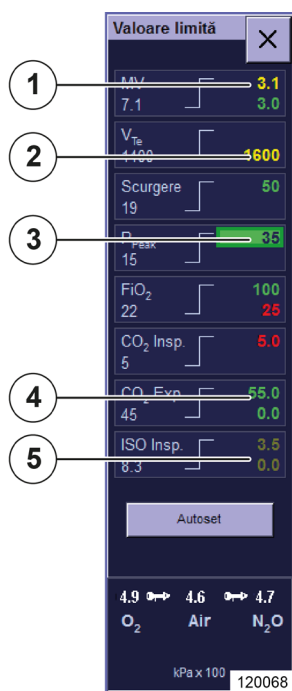 Valoare limită
1
MV
3.1
7.1
3.0
2
VTe
1600
Scurgere
50
19
3
PPeak
35
15
FiO2
100
22
25
CO2 Insp.
5.0
5
4
CO2 Exp.
55.0
45
0.0
5
ISO Insp.
3.5
8.3
0.0
Autoset
4.9 4.6 4.7
O2 Air N2O
kPa x 100
120068